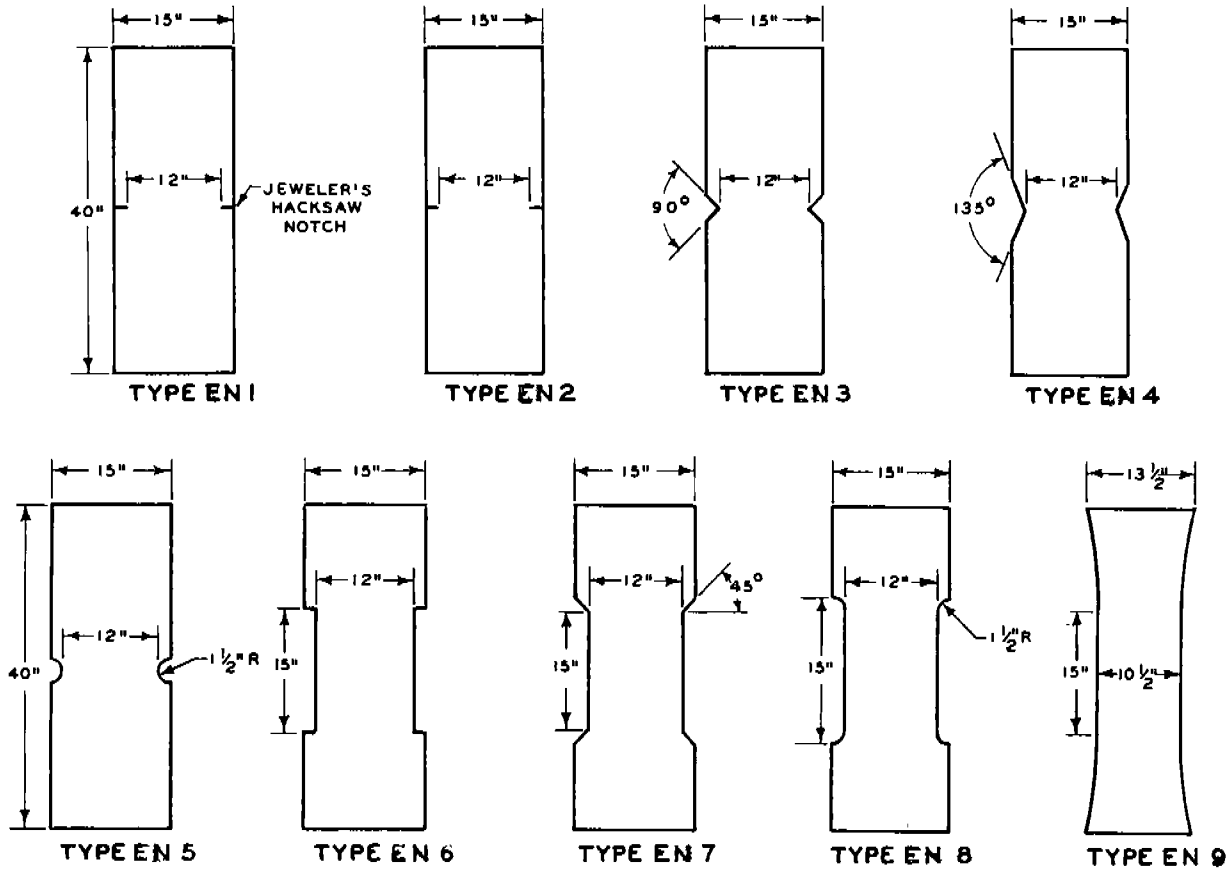 15" 15" 15" 15"
12" 12" 12" 12"
JEWELER'S
HACKSAW
NOTCH
40" 90° 135°
TYPE EN 1 TYPE EN 2 TYPE EN 3 TYPE EN 4
15" 15" 15" 15" 13 1/2"
12" 12" 12" 45° 12"
40" 1 1/2" R 15" 15" 15" 1 1/2" R 15" 10 1/2"
TYPE EN 5 TYPE EN 6 TYPE EN 7 TYPE EN 8 TYPE EN 9